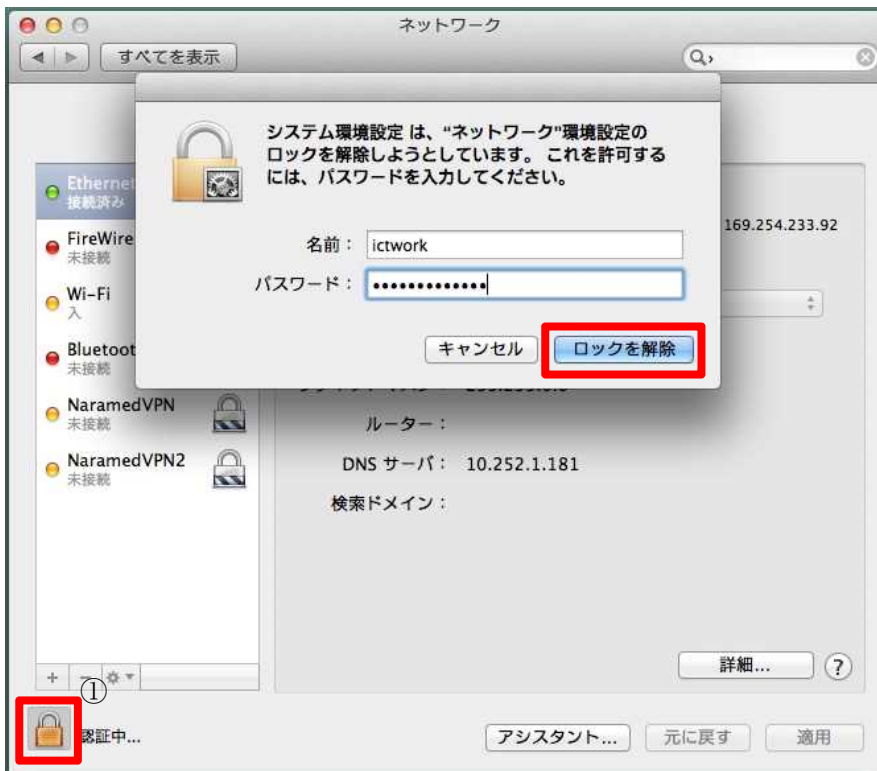 ネットワーク
すべてを表示
システム環境設定 は、“ネットワーク"環境設定の
ロックを解除しようとしています。 これを許可する
には、パスワードを入力してください。
Ethernet
接続済み
169.254.233.92
FireWire
未接続
名前： ictwork
パスワード： •••••••••••••
Wi-Fi
入
キャンセル ロックを解除
Bluetoot
未接続
NaramedVPN
未接続
ルーター：
NaramedVPN2
未接続
DNS サーバ： 10.252.1.181
検索ドメイン：
詳細... ?
+ −
①
認証中...
アシスタント... 元に戻す 適用